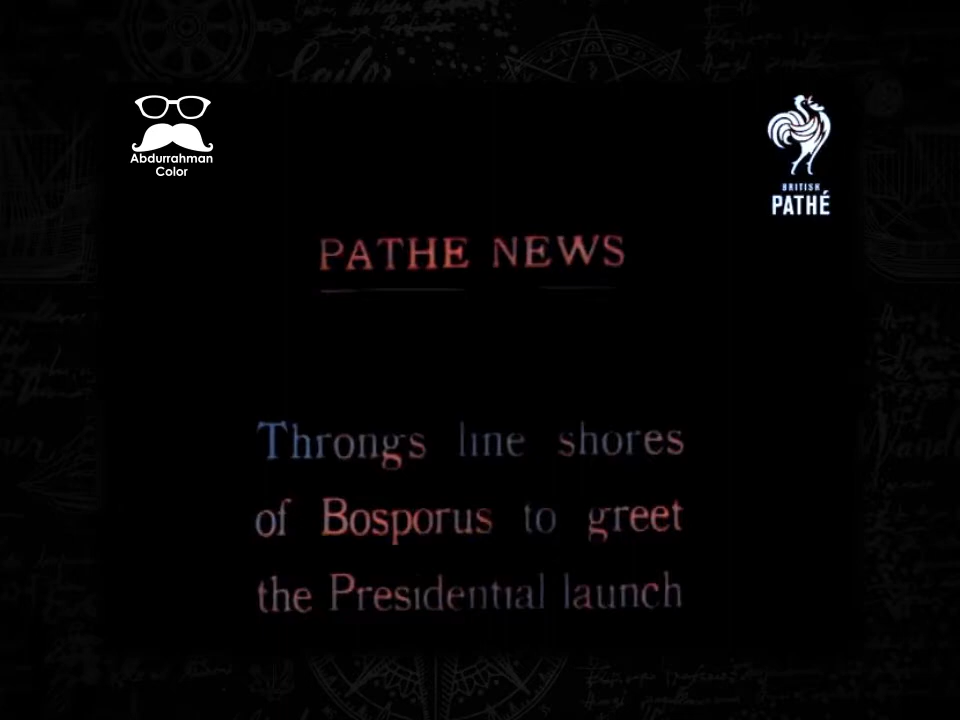 Abdurrahman
Color
BRITISH
PATHÉ
PATHE NEWS
Throngs line shores
of Bosporus to greet
the Presidential launch